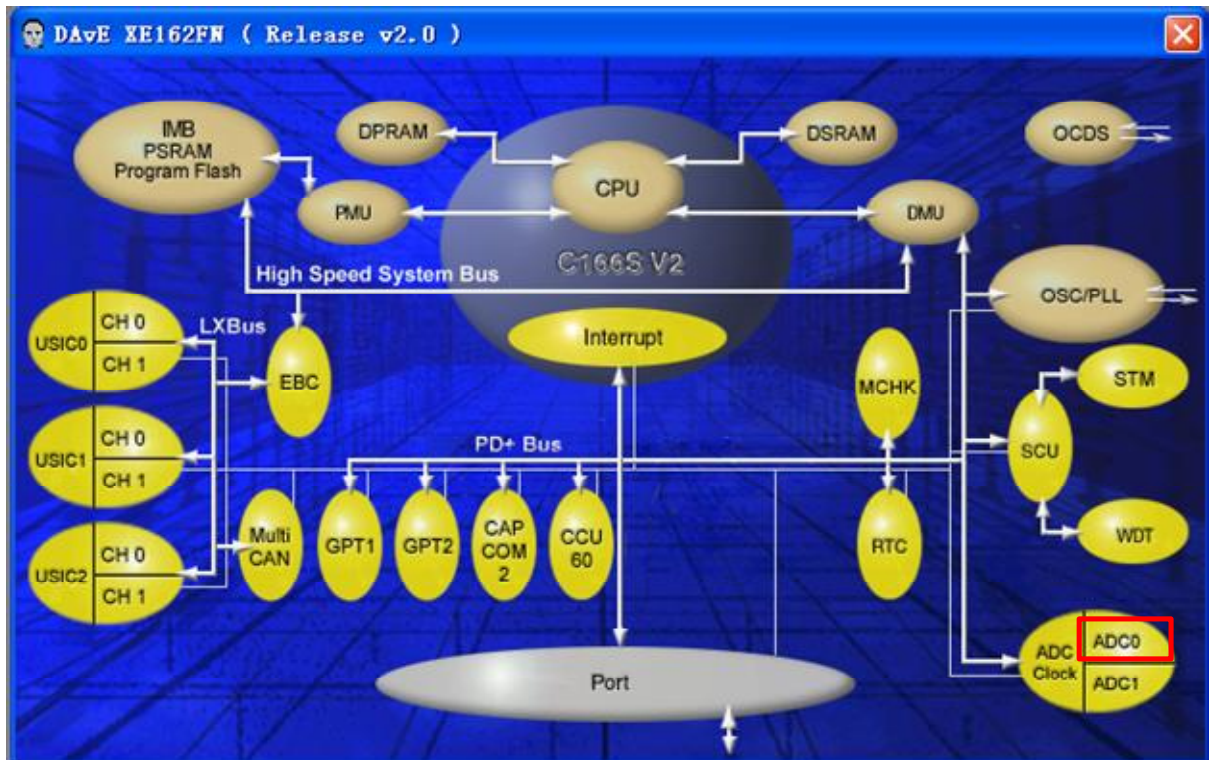 DAvE XE162FN ( Release v2.0 )
IMB
PSRAM
Program Flash
DPRAM
DSRAM
OCDS
CPU
PMU
DMU
C166S V2
High Speed System Bus
OSC/PLL
USIC0
CH 0
CH 1
LXBus
EBC
Interrupt
MCHK
STM
SCU
USIC1
CH 0
CH 1
PD+ Bus
USIC2
CH 0
CH 1
Multi
CAN
GPT1
GPT2
CAP
COM
2
CCU
60
RTC
WDT
ADC
Clock
ADC0
ADC1
Port